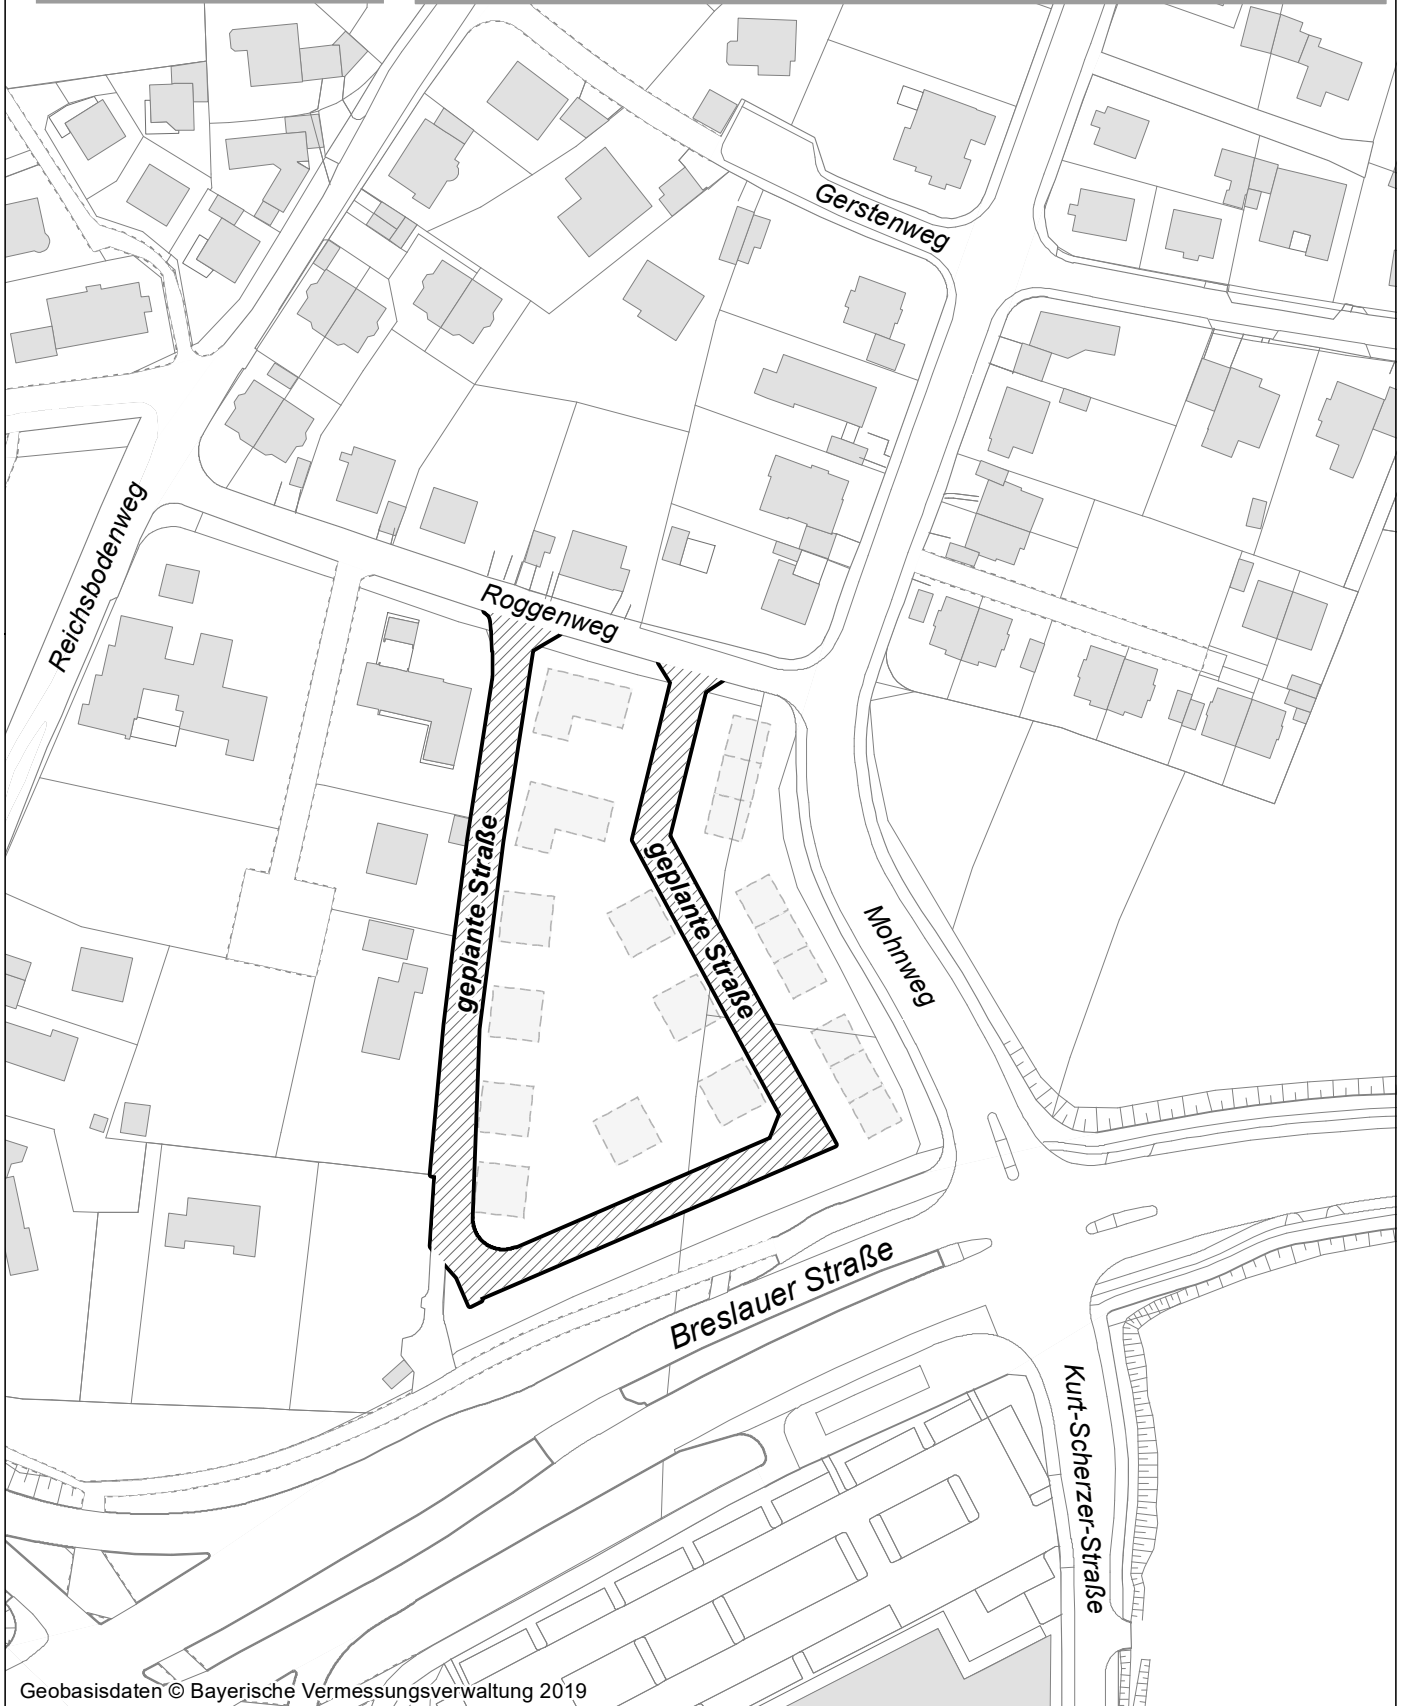 Gerstenweg
Reichsbodenweg
Roggenweg
geplante Straße
geplante Straße
Mohnweg
Breslauer Straße
Kurt-Scherzer-Straße
Geobasisdaten © Bayerische Vermessungsverwaltung 2019